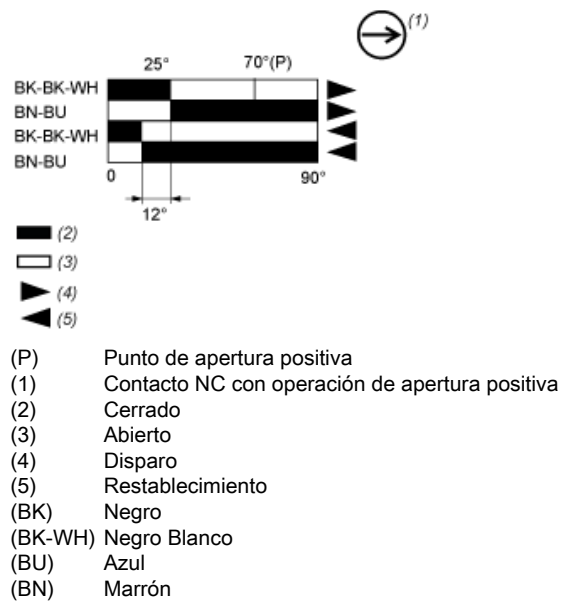 (1)
25° 70°(P)
BK-BK-WH
BN-BU
BK-BK-WH
BN-BU
0 90°
12°
(2)
(3)
(4)
(5)
(P) Punto de apertura positiva
(1) Contacto NC con operación de apertura positiva
(2) Cerrado
(3) Abierto
(4) Disparo
(5) Restablecimiento
(BK) Negro
(BK-WH) Negro Blanco
(BU) Azul
(BN) Marrón